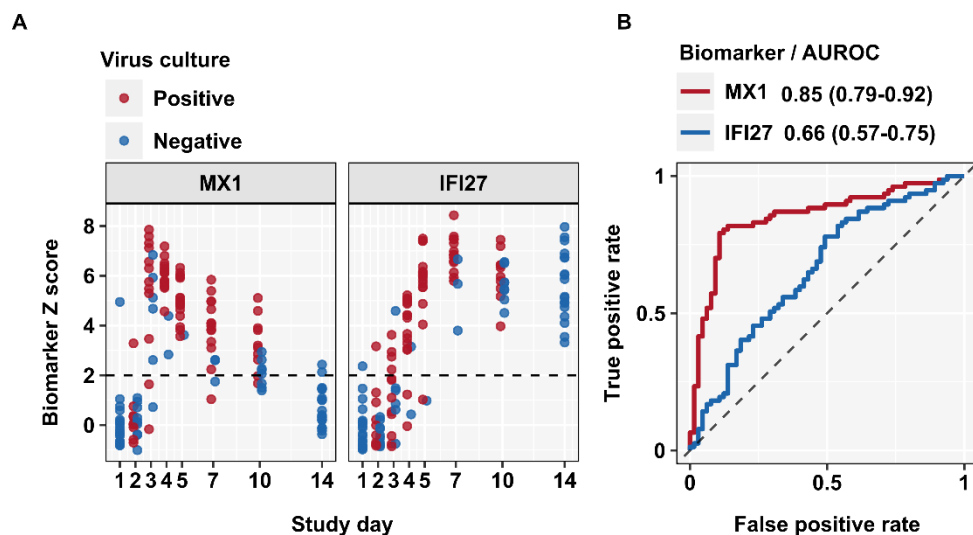 A
Virus culture
Positive
Negative
MX1
IFI27
Biomarker Z score
8
6
4
2
0
1 2 3 4 5 7 10 14
1 2 3 4 5 7 10 14
Study day
B
Biomarker / AUROC
MX1 0.85 (0.79-0.92)
IFI27 0.66 (0.57-0.75)
True positive rate
1
0.5
0
0 0.5 1
False positive rate